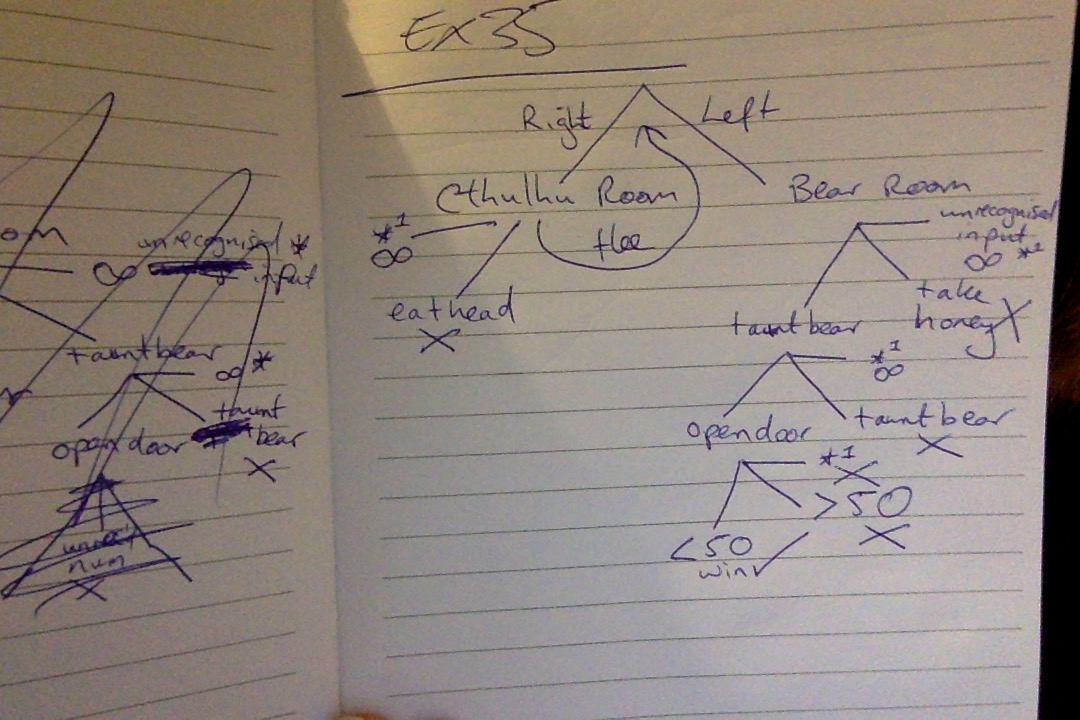 Ex35
Right
Left
Cthulhu Room
Bear Room
*1
∞
flee
unrecognised
input
∞ *1
eat head
X
taunt bear
take
honey X
*1
∞
open door
taunt bear
X
*1
X
>50
X
<50
win ✓
om
unrecognised *
∞
input
taunt bear
∞ *
open door
taunt
bear
X
num
X